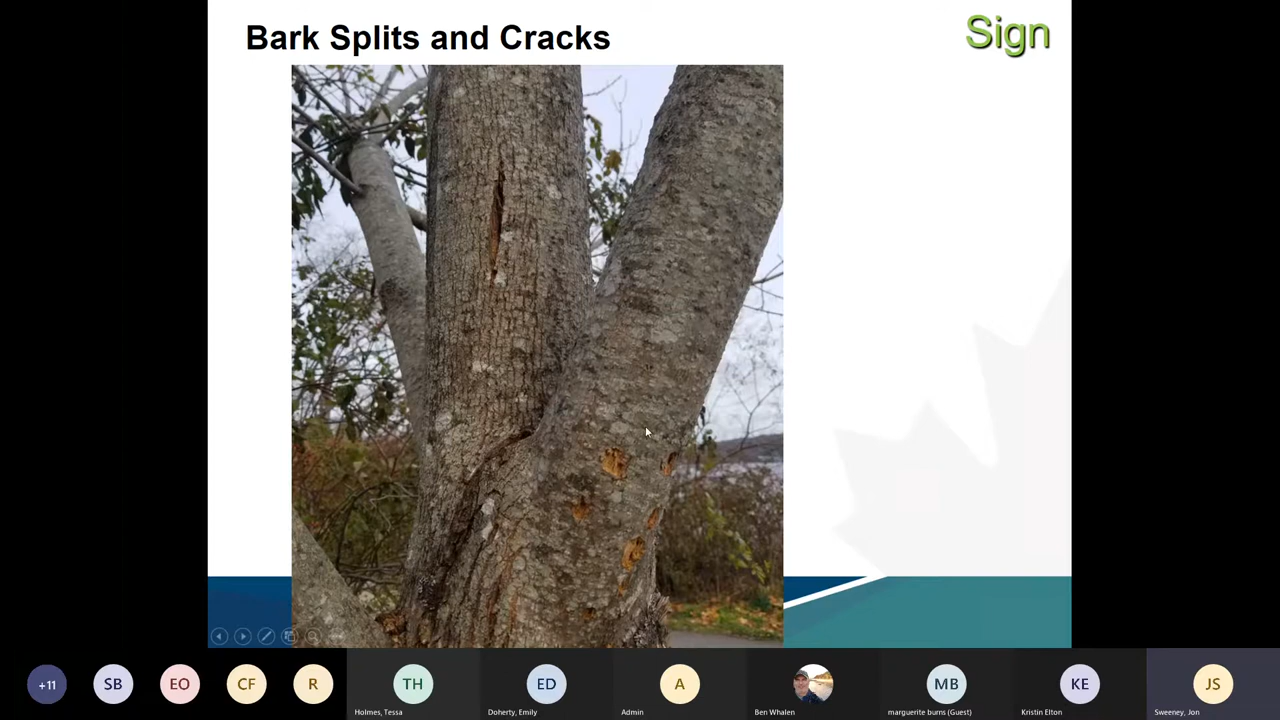 Bark Splits and Cracks
Sign
+11
SB
EO
CF
R
TH
Holmes, Tessa
ED
Doherty, Emily
A
Admin
Ben Whalen
MB
marguerite burns (Guest)
KE
Kristin Elton
JS
Sweeney, Jon